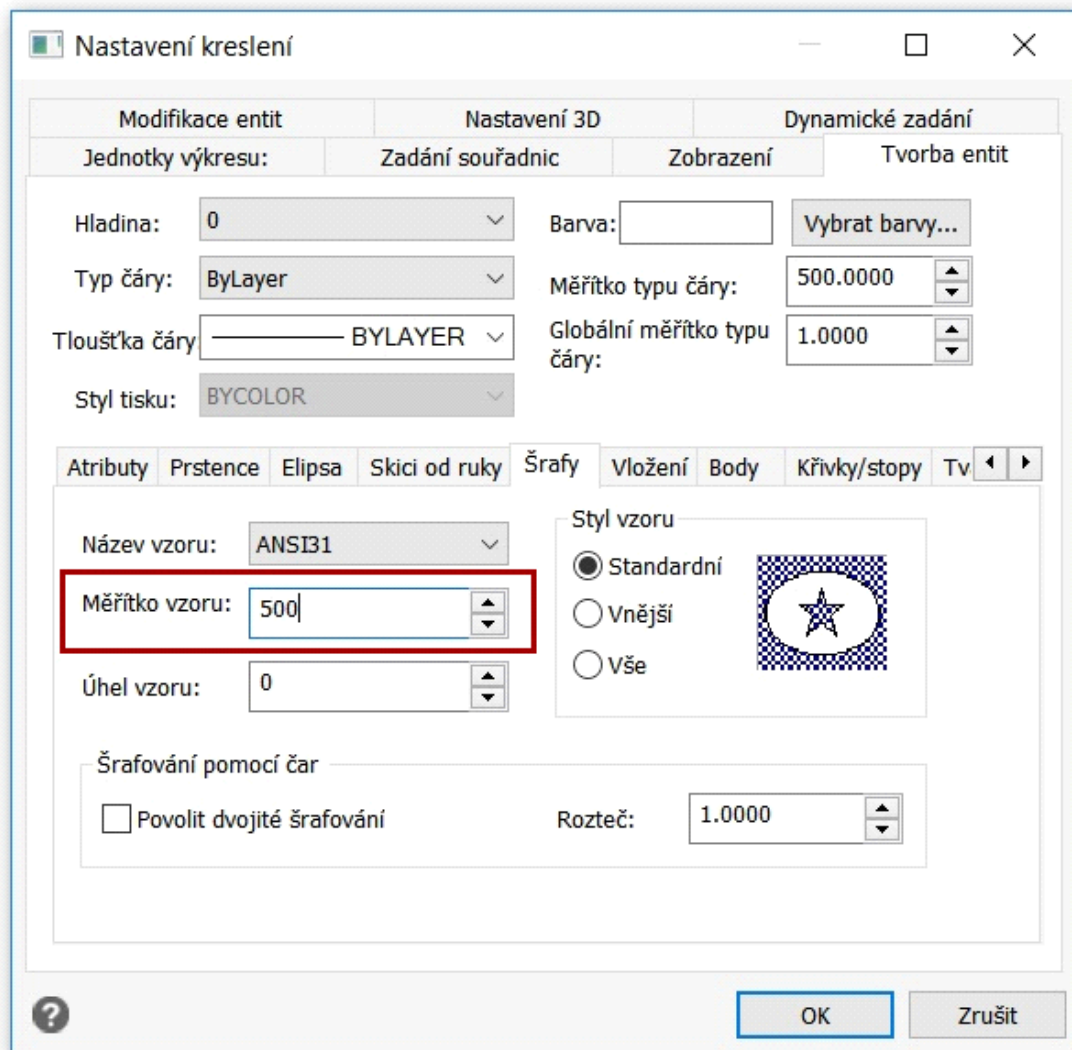 Nastavení kreslení
Modifikace entit Nastavení 3D Dynamické zadání
Jednotky výkresu: Zadání souřadnic Zobrazení Tvorba entit
Hladina: 0 Barva: Vybrat barvy...
Typ čáry: ByLayer Měřítko typu čáry: 500.0000
Tloušťka čáry BYLAYER Globální měřítko typu
čáry: 1.0000
Styl tisku: BYCOLOR
Atributy Prstence Elipsa Skici od ruky Šrafy Vložení Body Křivky/stopy
Styl vzoru
Název vzoru: ANSI31
Standardní
Měřítko vzoru: 500
Vnější
Vše
Úhel vzoru: 0
Šrafování pomocí čar
Povolit dvojité šrafování Rozteč: 1.0000
? OK Zrušit